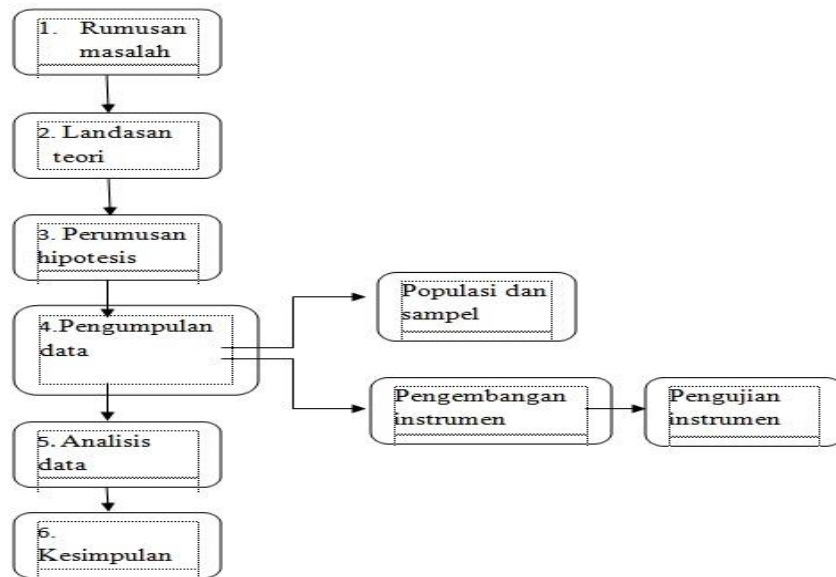 1. Rumusan
masalah
2. Landasan
teori
3. Perumusan
hipotesis
4.Pengumpulan
data
Populasi dan
sampel
Pengembangan
instrumen
Pengujian
instrumen
5. Analisis
data
6.
Kesimpulan